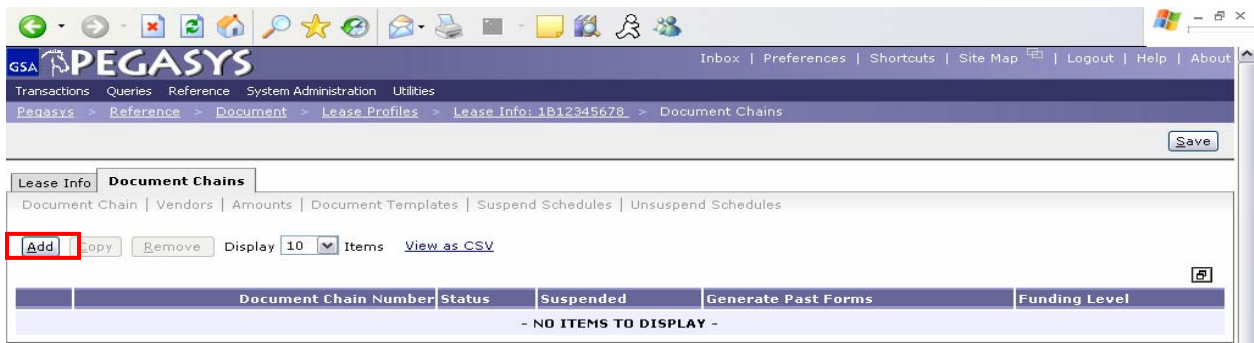 GSA PEGASYS Inbox | Preferences | Shortcuts | Site Map | Logout | Help | About
Transactions Queries Reference System Administration Utilities
Pegasys > Reference > Document > Lease Profiles > Lease Info: 1B12345678 > Document Chains
Save
Lease Info Document Chains
Document Chain | Vendors | Amounts | Document Templates | Suspend Schedules | Unsuspend Schedules
Add Copy Remove Display 10 Items View as CSV
Document Chain Number Status Suspended Generate Past Forms Funding Level
- NO ITEMS TO DISPLAY -